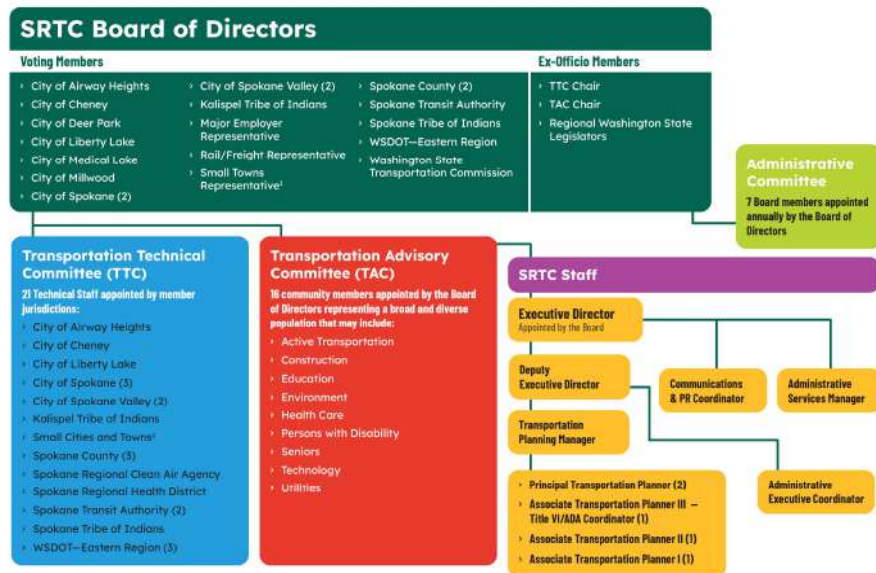 SRTC Board of Directors
Voting Members
› City of Airway Heights
› City of Cheney
› City of Deer Park
› City of Liberty Lake
› City of Medical Lake
› City of Millwood
› City of Spokane (2)
› City of Spokane Valley (2)
› Kalispel Tribe of Indians
› Major Employer
Representative
› Rail/Freight Representative
› Small Towns
Representative¹
› Spokane County (2)
› Spokane Transit Authority
› Spokane Tribe of Indians
› WSDOT—Eastern Region
› Washington State
Transportation Commission
Ex-Officio Members
› TTC Chair
› TAC Chair
› Regional Washington State
Legislators
Administrative
Committee
7 Board members appointed
annually by the Board of
Directors
Transportation Technical
Committee (TTC)
21 Technical Staff appointed by member
jurisdictions:
› City of Airway Heights
› City of Cheney
› City of Liberty Lake
› City of Spokane (3)
› City of Spokane Valley (2)
› Kalispel Tribe of Indians
› Small Cities and Towns²
› Spokane County (3)
› Spokane Regional Clean Air Agency
› Spokane Regional Health District
› Spokane Transit Authority (2)
› Spokane Tribe of Indians
› WSDOT—Eastern Region (3)
Transportation Advisory
Committee (TAC)
16 community members appointed by the Board
of Directors representing a broad and diverse
population that may include:
› Active Transportation
› Construction
› Education
› Environment
› Health Care
› Persons with Disability
› Seniors
› Technology
› Utilities
SRTC Staff
Executive Director
Appointed by the Board
Deputy
Executive Director
Communications
& PR Coordinator
Administrative
Services Manager
Transportation
Planning Manager
Administrative
Executive Coordinator
› Principal Transportation Planner (2)
› Associate Transportation Planner III —
Title VI/ADA Coordinator (1)
› Associate Transportation Planner II (1)
› Associate Transportation Planner I (1)